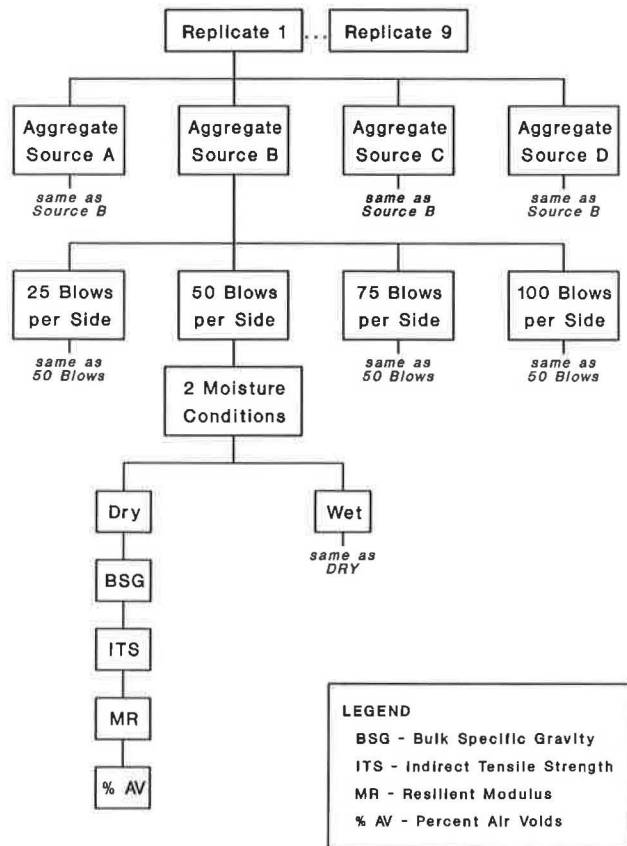 Replicate 1 ... Replicate 9
Aggregate Source A
Aggregate Source B
Aggregate Source C
Aggregate Source D
same as Source B
same as Source B
same as Source B
25 Blows per Side
50 Blows per Side
75 Blows per Side
100 Blows per Side
same as 50 Blows
same as 50 Blows
same as 50 Blows
2 Moisture Conditions
Dry
Wet
same as DRY
BSG
ITS
MR
% AV
LEGEND
BSG - Bulk Specific Gravity
ITS - Indirect Tensile Strength
MR - Resilient Modulus
% AV - Percent Air Voids